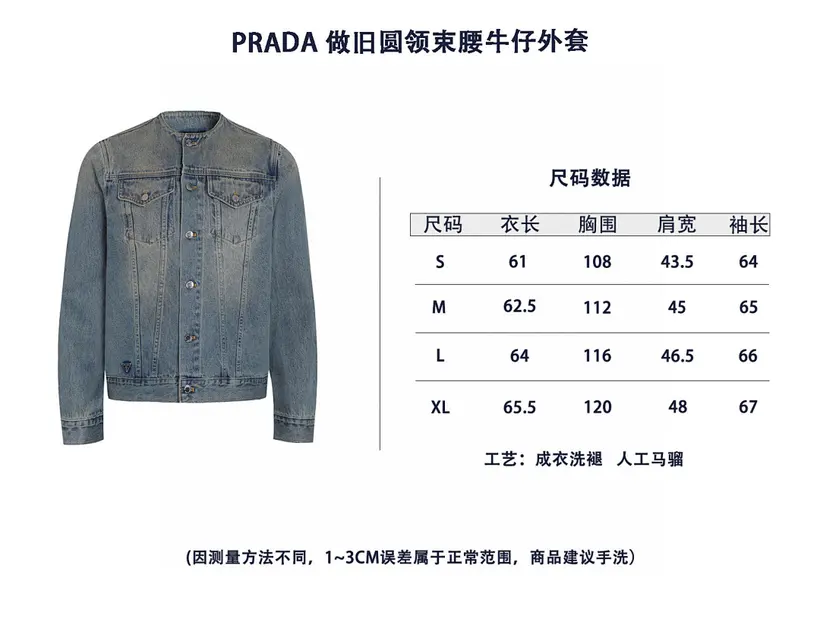 PRADA 做旧圆领束腰牛仔外套
尺码数据
尺码 衣长 胸围 肩宽 袖长
S 61 108 43.5 64
M 62.5 112 45 65
L 64 116 46.5 66
XL 65.5 120 48 67
工艺：成衣洗褪 人工马骝
(因测量方法不同，1~3CM误差属于正常范围，商品建议手洗)